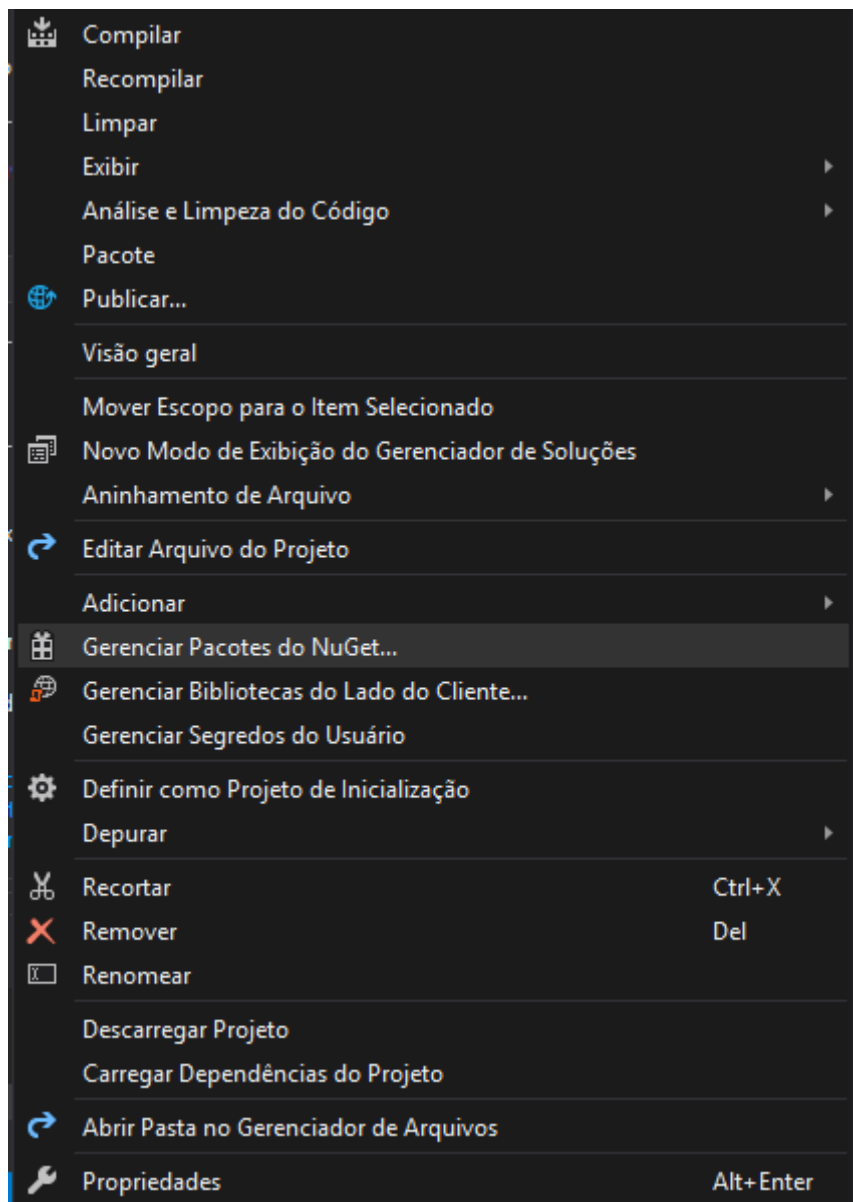 Compilar
Recompilar
Limpar
Exibir
Análise e Limpeza do Código
Pacote
Publicar...
Visão geral
Mover Escopo para o Item Selecionado
Novo Modo de Exibição do Gerenciador de Soluções
Aninhamento de Arquivo
Editar Arquivo do Projeto
Adicionar
Gerenciar Pacotes do NuGet...
Gerenciar Bibliotecas do Lado do Cliente...
Gerenciar Segredos do Usuário
Definir como Projeto de Inicialização
Depurar
Recortar Ctrl+X
Remover Del
Renomear
Descarregar Projeto
Carregar Dependências do Projeto
Abrir Pasta no Gerenciador de Arquivos
Propriedades Alt+Enter